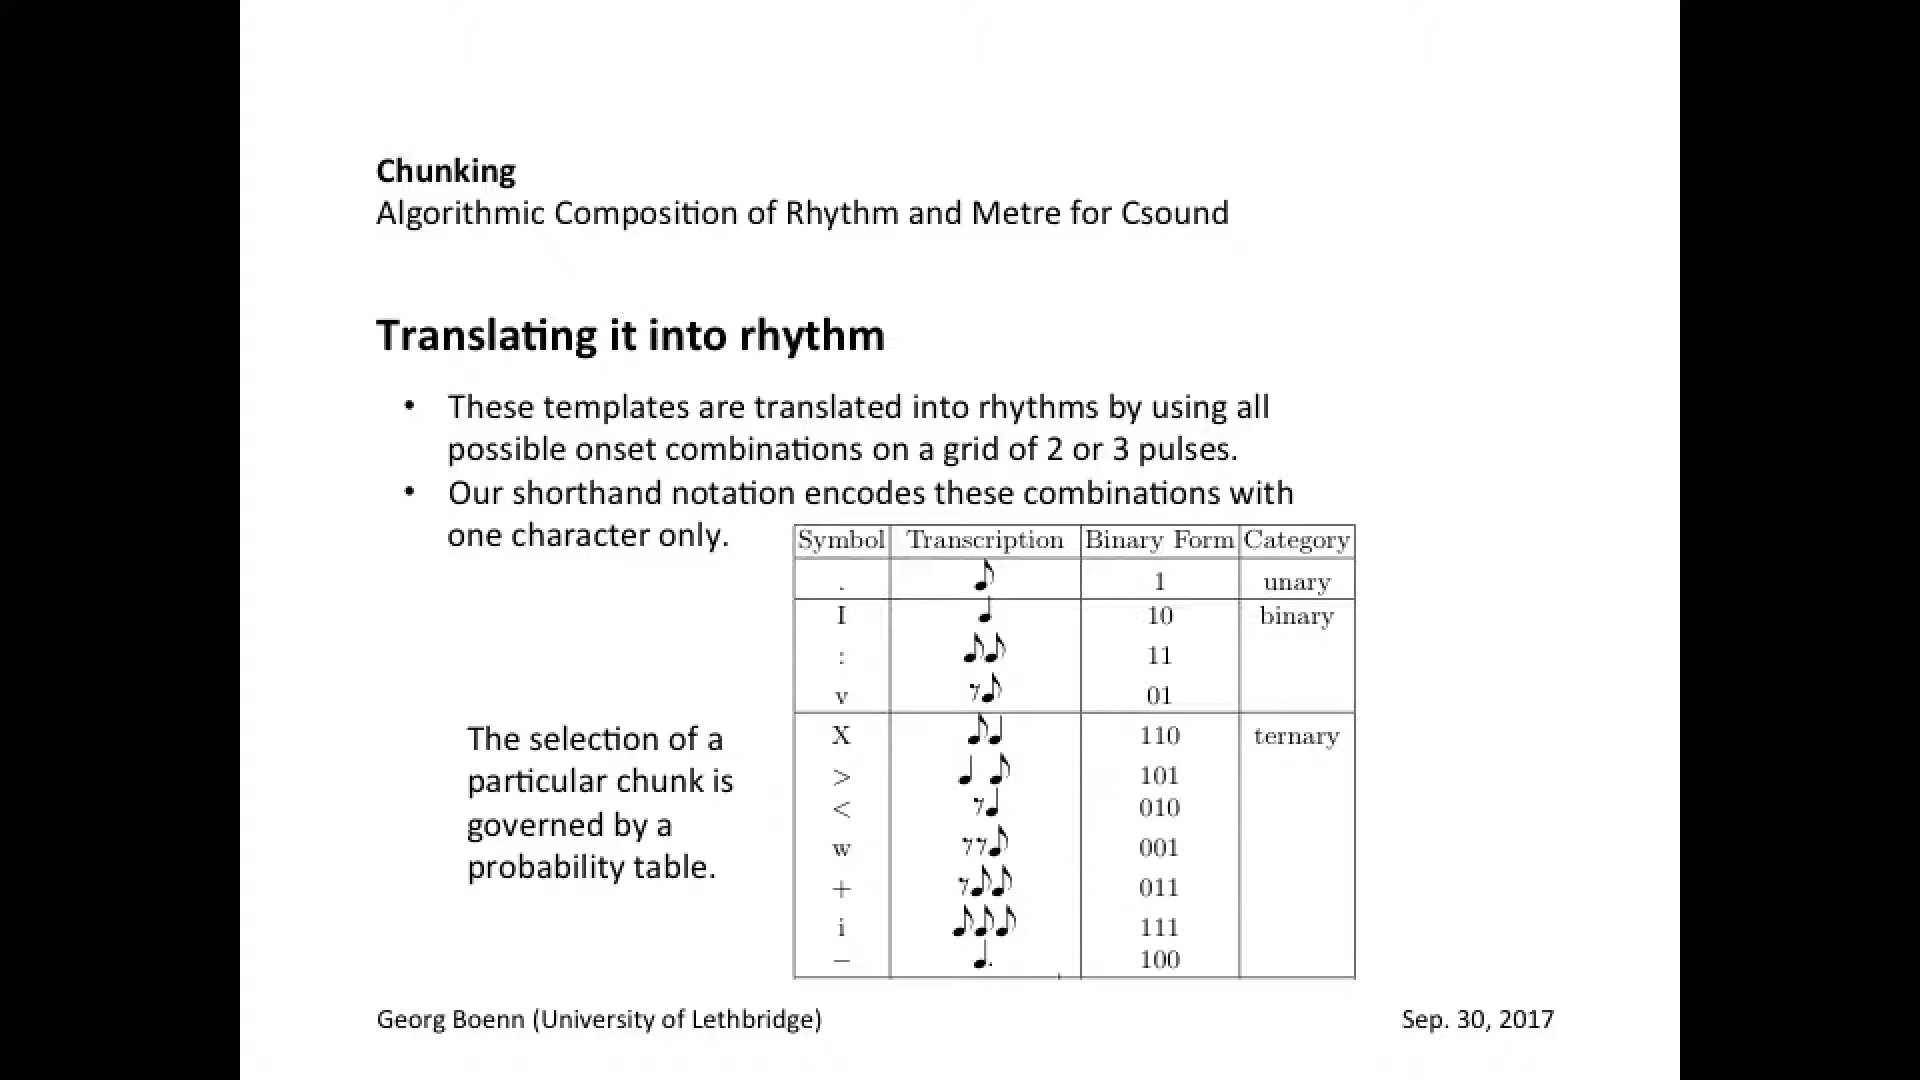 Chunking
Algorithmic Composition of Rhythm and Metre for Csound
Translating it into rhythm
• These templates are translated into rhythms by using all
possible onset combinations on a grid of 2 or 3 pulses.
• Our shorthand notation encodes these combinations with
one character only.
The selection of a
particular chunk is
governed by a
probability table.
Symbol Transcription Binary Form Category
. 1 unary
I 10 binary
: 11
v 01
X 110 ternary
> 101
< 010
w 001
+ 011
i 111
− 100
Georg Boenn (University of Lethbridge)
Sep. 30, 2017